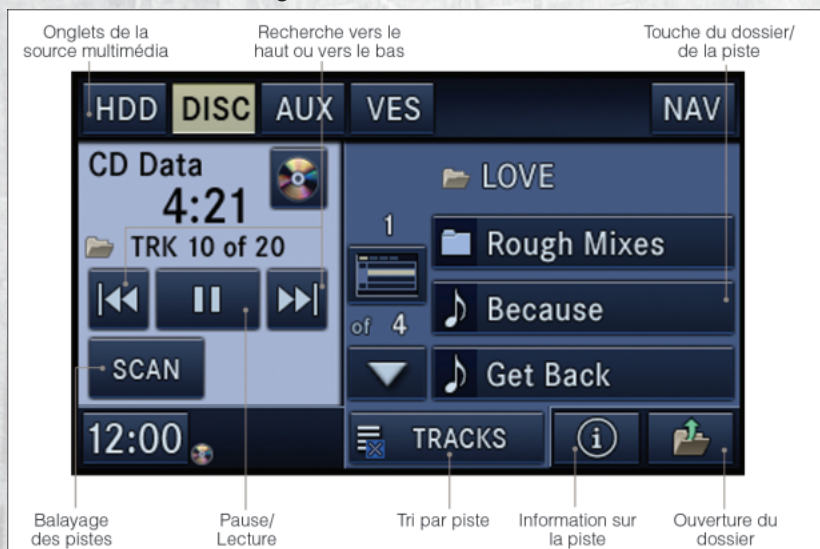 Onglets de la
source multimédia
Recherche vers le
haut ou vers le bas
Touche du dossier/
de la piste
HDD DISC AUX VES NAV
CD Data
4:21
TRK 10 of 20
SCAN
12:00
LOVE
1
of 4
Rough Mixes
Because
Get Back
TRACKS
i
Balayage
des pistes
Pause/
Lecture
Tri par piste
Information sur
la piste
Ouverture du
dossier